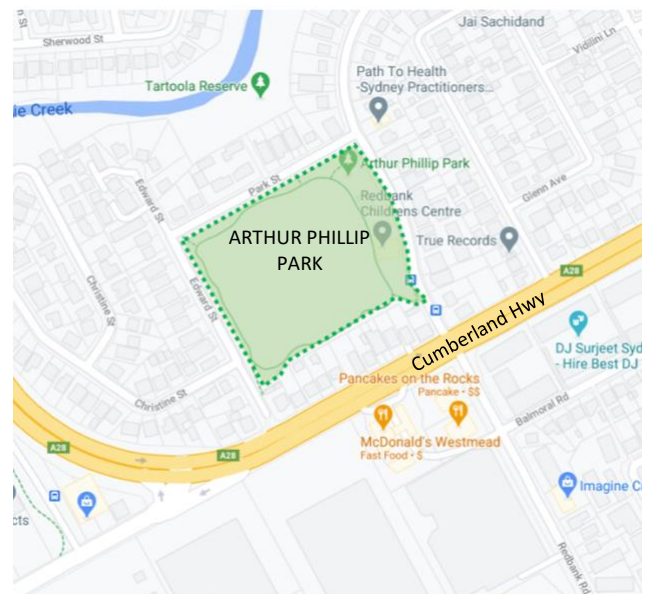 n St
Sherwood St
Jai Sachidand
Vidilini Ln
Path To Health
-Sydney Practitioners...
Tartoola Reserve
ie Creek
Park St
Arthur Phillip Park
Edward St
Redbank
Childrens Centre
Glenn Ave
ARTHUR PHILLIP
PARK
True Records
A28
Christine St
Edward St
Cumberland Hwy
DJ Surjeet Syd
- Hire Best DJ
Pancakes on the Rocks
Pancake • $$
Christine St
Balmoral Rd
McDonald's Westmead
Fast Food • $
A28
A28
Imagine C
cts
Redbank Rd